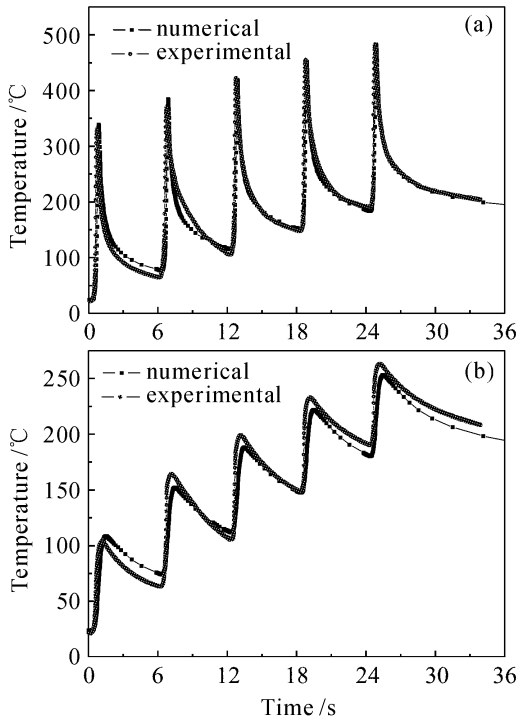 (a)
numerical
experimental
Temperature /℃
500
400
300
200
100
0
0 6 12 18 24 30 36
(b)
numerical
experimental
Temperature /℃
250
200
150
100
50
0
0 6 12 18 24 30 36
Time /s